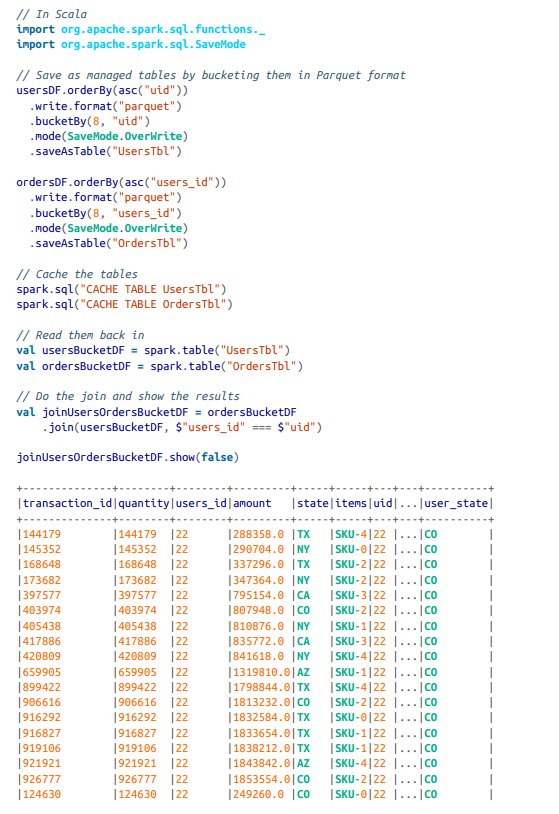 // In Scala
import org.apache.spark.sql.functions._
import org.apache.spark.sql.SaveMode

// Save as managed tables by bucketing them in Parquet format
usersDF.orderBy(asc("uid"))
  .write.format("parquet")
  .bucketBy(8, "uid")
  .mode(SaveMode.OverWrite)
  .saveAsTable("UsersTbl")

ordersDF.orderBy(asc("users_id"))
  .write.format("parquet")
  .bucketBy(8, "users_id")
  .mode(SaveMode.OverWrite)
  .saveAsTable("OrdersTbl")

// Cache the tables
spark.sql("CACHE TABLE UsersTbl")
spark.sql("CACHE TABLE OrdersTbl")

// Read them back in
val usersBucketDF = spark.table("UsersTbl")
val ordersBucketDF = spark.table("OrdersTbl")

// Do the join and show the results
val joinUsersOrdersBucketDF = ordersBucketDF
    .join(usersBucketDF, $"users_id" === $"uid")

joinUsersOrdersBucketDF.show(false)

+--------------+--------+--------+---------+-----+-----+---+---+----------+
|transaction_id|quantity|users_id|amount   |state|items|uid|...|user_state|
+--------------+--------+--------+---------+-----+-----+---+---+----------+
|144179        |144179  |22      |288358.0 |TX   |SKU-4|22 |...|CO        |
|145352        |145352  |22      |290704.0 |NY   |SKU-0|22 |...|CO        |
|168648        |168648  |22      |337296.0 |TX   |SKU-2|22 |...|CO        |
|173682        |173682  |22      |347364.0 |NY   |SKU-2|22 |...|CO        |
|397577        |397577  |22      |795154.0 |CA   |SKU-3|22 |...|CO        |
|403974        |403974  |22      |807948.0 |CO   |SKU-2|22 |...|CO        |
|405438        |405438  |22      |810876.0 |NY   |SKU-1|22 |...|CO        |
|417886        |417886  |22      |835772.0 |CA   |SKU-3|22 |...|CO        |
|420809        |420809  |22      |841618.0 |NY   |SKU-4|22 |...|CO        |
|659905        |659905  |22      |1319810.0|AZ   |SKU-1|22 |...|CO        |
|899422        |899422  |22      |1798844.0|TX   |SKU-4|22 |...|CO        |
|906616        |906616  |22      |1813232.0|CO   |SKU-2|22 |...|CO        |
|916292        |916292  |22      |1832584.0|TX   |SKU-0|22 |...|CO        |
|916827        |916827  |22      |1833654.0|TX   |SKU-1|22 |...|CO        |
|919106        |919106  |22      |1838212.0|TX   |SKU-1|22 |...|CO        |
|921921        |921921  |22      |1843842.0|AZ   |SKU-4|22 |...|CO        |
|926777        |926777  |22      |1853554.0|CO   |SKU-2|22 |...|CO        |
|124630        |124630  |22      |249260.0 |CO   |SKU-0|22 |...|CO        |